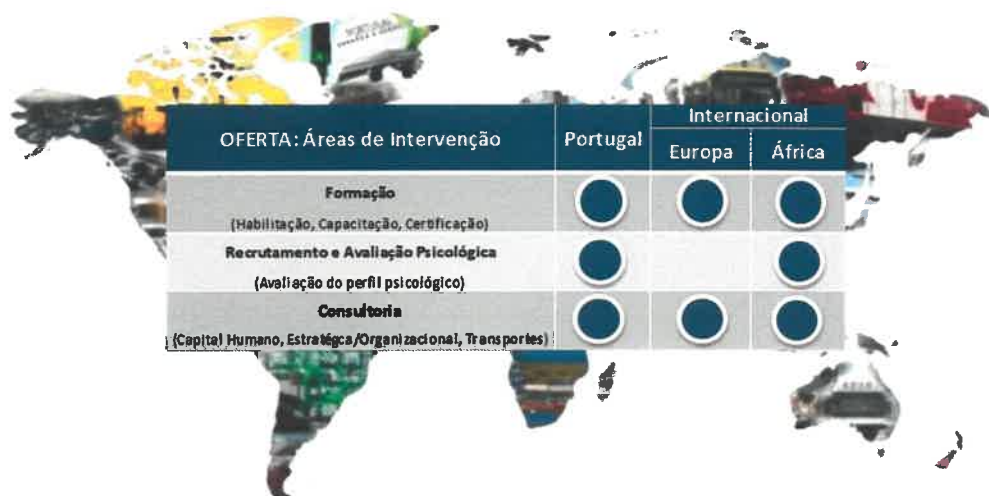 Internacional
OFERTA: Áreas de Intervenção Portugal
Europa África
Formação
(Habilitação, Capacitação, Certificação)
Recrutamento e Avaliação Psicológica
(Avaliação do perfil psicológico)
Consultoria
(Capital Humano, Estratégca/Organizacional, Transportes)